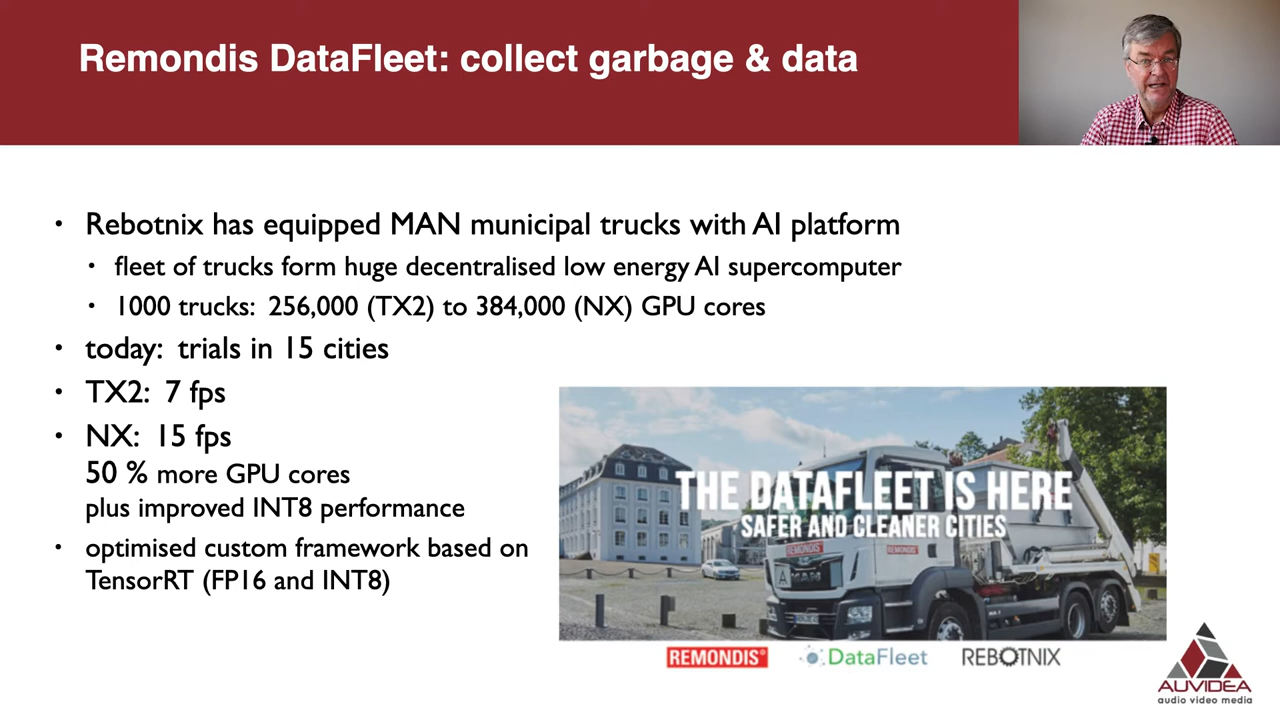 Remondis DataFleet: collect garbage & data
• Rebotnix has equipped MAN municipal trucks with AI platform
• fleet of trucks form huge decentralised low energy AI supercomputer
• 1000 trucks: 256,000 (TX2) to 384,000 (NX) GPU cores
• today: trials in 15 cities
• TX2: 7 fps
• NX: 15 fps
50 % more GPU cores
plus improved INT8 performance
• optimised custom framework based on
TensorRT (FP16 and INT8)
THE DATAFLEET IS HERE
SAFER AND CLEANER CITIES
REMONDIS
REMONDIS
MAN
REMONDIS®
DataFleet
REBOTNIX
AUVIDEA
audio video media